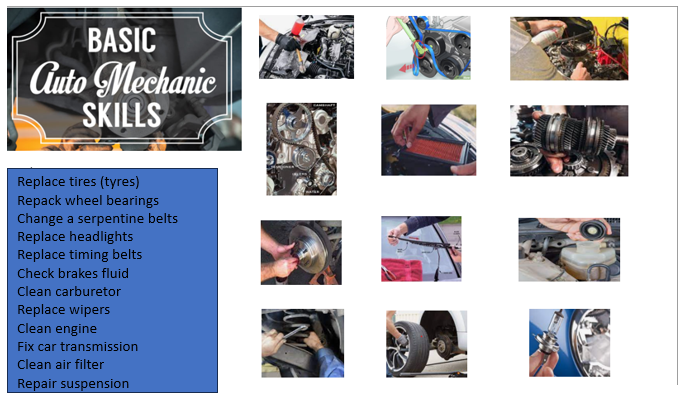 BASIC
Auto Mechanic
SKILLS
Replace tires (tyres)
Repack wheel bearings
Change a serpentine belts
Replace headlights
Replace timing belts
Check brakes fluid
Clean carburetor
Replace wipers
Clean engine
Fix car transmission
Clean air filter
Repair suspension
CAMSHAFT